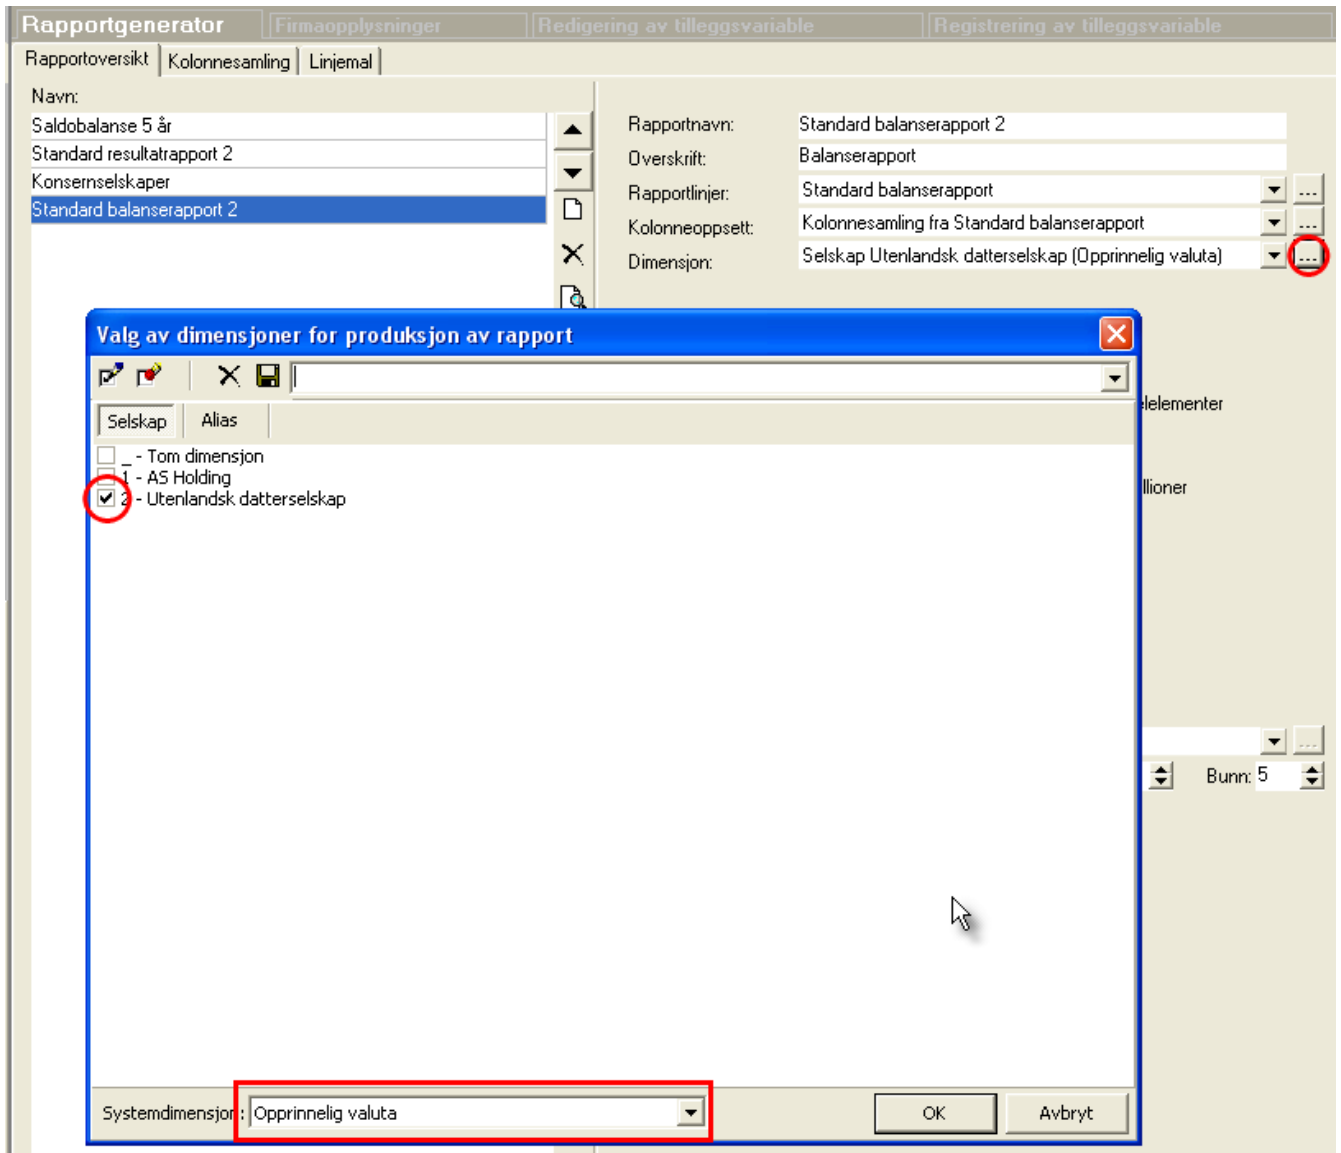 Rapportgenerator Firmaopplysninger Redigering av tilleggsvariable Registrering av tilleggsvariable
Rapportoversikt Kolonnesamling Linjemal
Navn:
Saldobalanse 5 år
Standard resultatrapport 2
Konsernselskaper
Standard balanserapport 2
Rapportnavn: Standard balanserapport 2
Overskrift: Balanserapport
Rapportlinjer: Standard balanserapport ...
Kolonneoppsett: Kolonnesamling fra Standard balanserapport ...
Dimensjon: Selskap Utenlandsk datterselskap (Opprinnelig valuta) ...
Valg av dimensjoner for produksjon av rapport
Selskap Alias
_ - Tom dimensjon
1 - AS Holding
2 - Utenlandsk datterselskap
elelementer
llioner
...
Bunn: 5
Systemdimensjon: Opprinnelig valuta
OK Avbryt